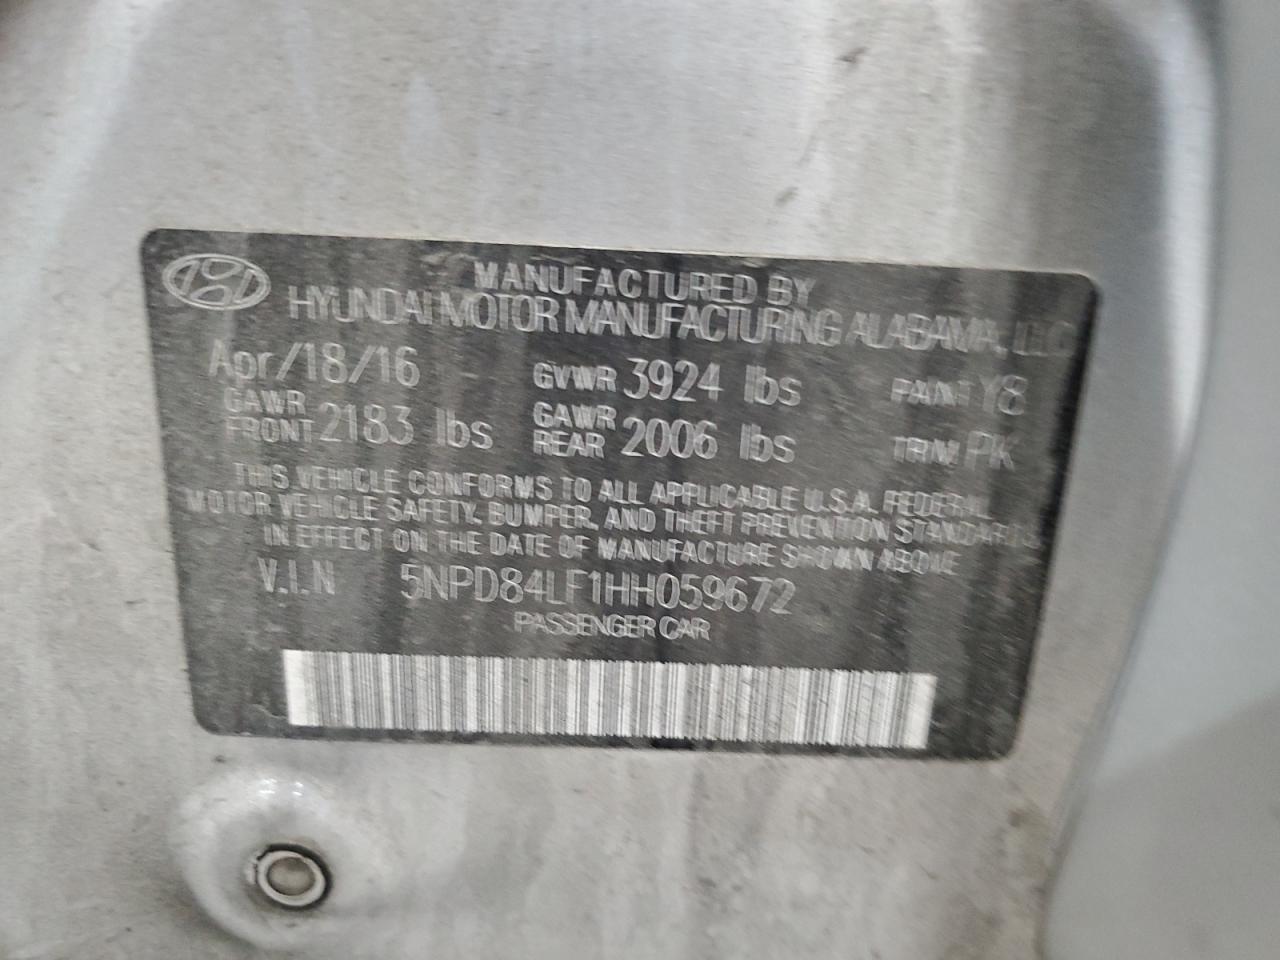 MANUFACTURED BY
HYUNDAI MOTOR MANUFACTURING ALABAMA, LLC
Apr/18/16 GVWR 3924 lbs PAINT Y8
GAWR FRONT 2183 lbs GAWR REAR 2006 lbs TRIM PK
THIS VEHICLE CONFORMS TO ALL APPLICABLE U.S.A. FEDERAL
MOTOR VEHICLE SAFETY, BUMPER, AND THEFT PREVENTION STANDARDS
IN EFFECT ON THE DATE OF MANUFACTURE SHOWN ABOVE
V.I.N 5NPD84LF1HH059672
PASSENGER CAR